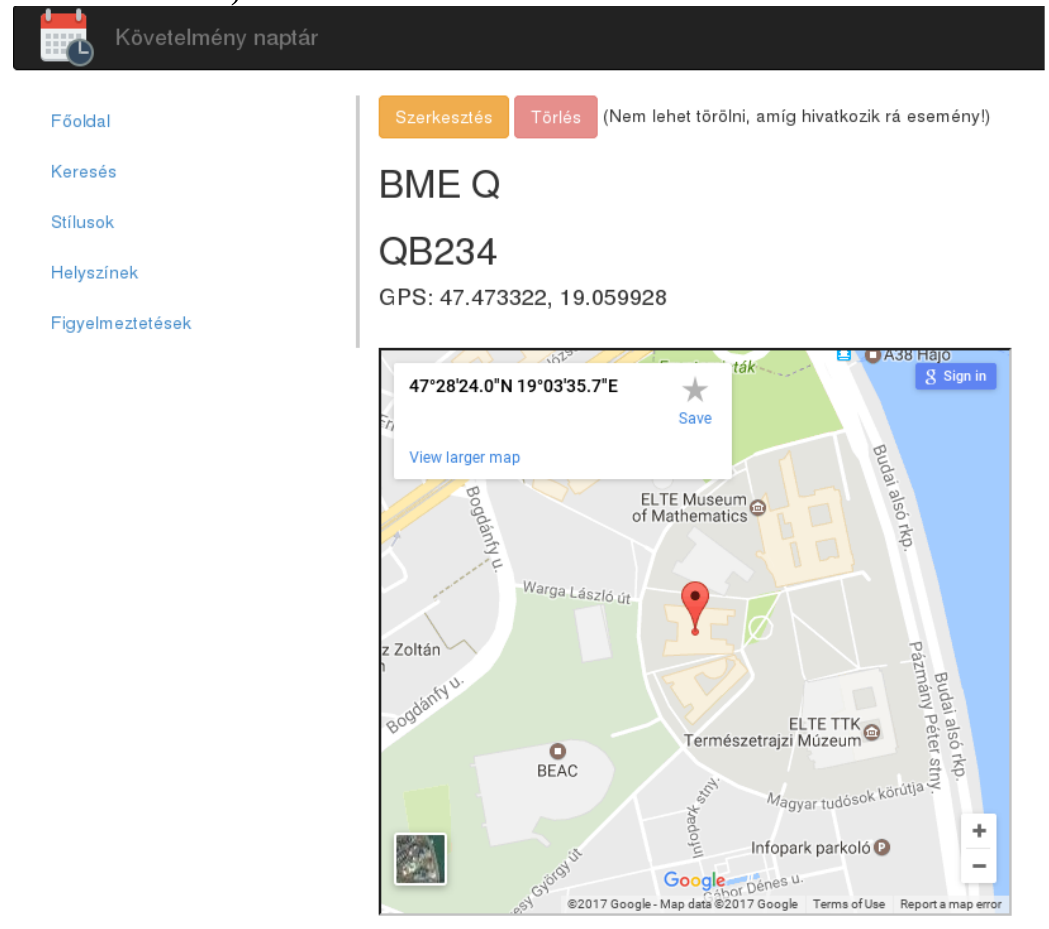 Követelmény naptár
Főoldal
Keresés
Stílusok
Helyszínek
Figyelmeztetések
Szerkesztés Törlés (Nem lehet törölni, amíg hivatkozik rá esemény!)
BME Q
QB234
GPS: 47.473322, 19.059928
A38 Hajó
47°28'24.0"N 19°03'35.7"E
Save
View larger map
Sign in
Budai alsó rkp.
Bogdánfy u.
ELTE Museum
of Mathematics
Warga László út
z Zoltán
Bogdánfy u.
Pázmány Péter stny.
Budai alsó rkp.
ELTE TTK
Természetrajzi Múzeum
BEAC
Magyar tudósok körútja
Infopark stny.
Infopark parkoló
+
−
Google
Gábor Dénes u.
esy György út
©2017 Google - Map data ©2017 Google Terms of Use Report a map error